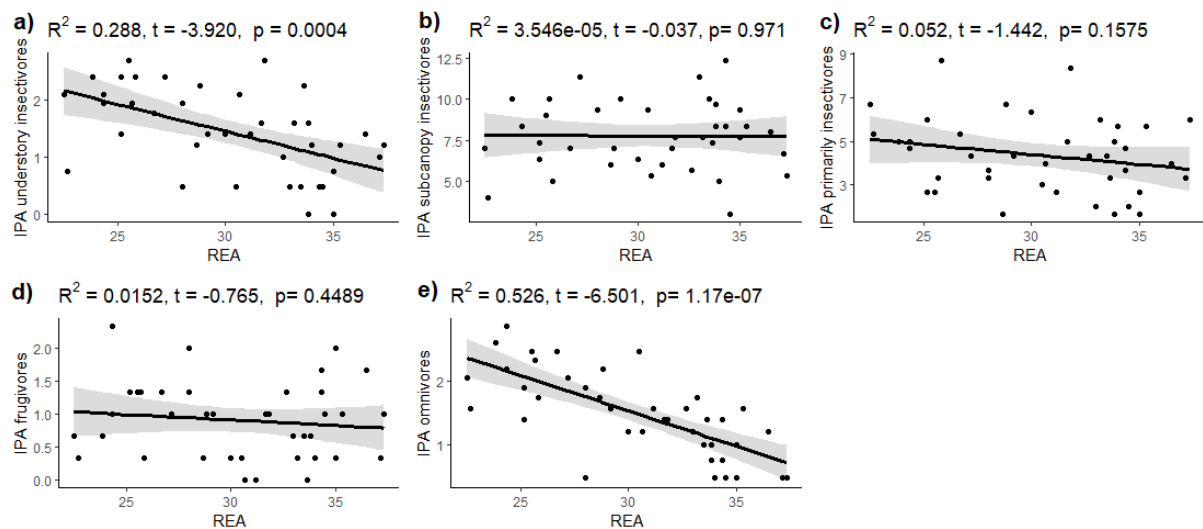 a)
R² = 0.288, t = -3.920, p = 0.0004
IPA understory insectivores
2
1
0
25
30
35
REA
b)
R² = 3.546e-05, t = -0.037, p= 0.971
IPA subcanopy insectivores
12.5
10.0
7.5
5.0
25
30
35
REA
c)
R² = 0.052, t = -1.442, p= 0.1575
IPA primarily insectivores
9
7
5
3
25
30
35
REA
d)
R² = 0.0152, t = -0.765, p= 0.4489
IPA frugivores
2.0
1.5
1.0
0.5
0.0
25
30
35
REA
e)
R² = 0.526, t = -6.501, p= 1.17e-07
IPA omnivores
2
1
25
30
35
REA